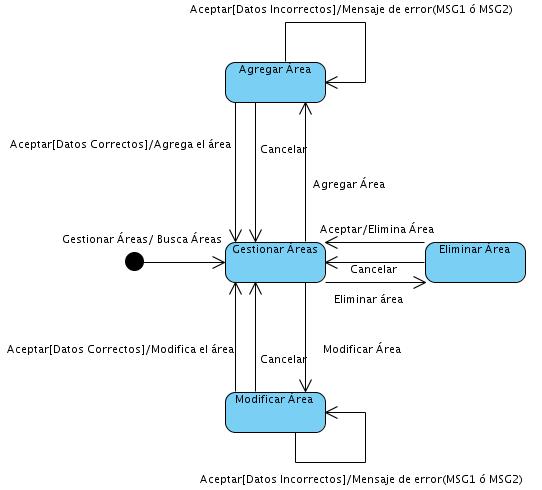 Aceptar[Datos Incorrectos]/Mensaje de error(MSG1 ó MSG2)
Agregar Área
Aceptar[Datos Correctos]/Agrega el área
Cancelar
Agregar Área
Gestionar Áreas/ Busca Áreas
Aceptar/Elimina Área
Gestionar Áreas
Eliminar Área
Cancelar
Eliminar área
Aceptar[Datos Correctos]/Modifica el área
Cancelar
Modificar Área
Modificar Área
Aceptar[Datos Incorrectos]/Mensaje de error(MSG1 ó MSG2)